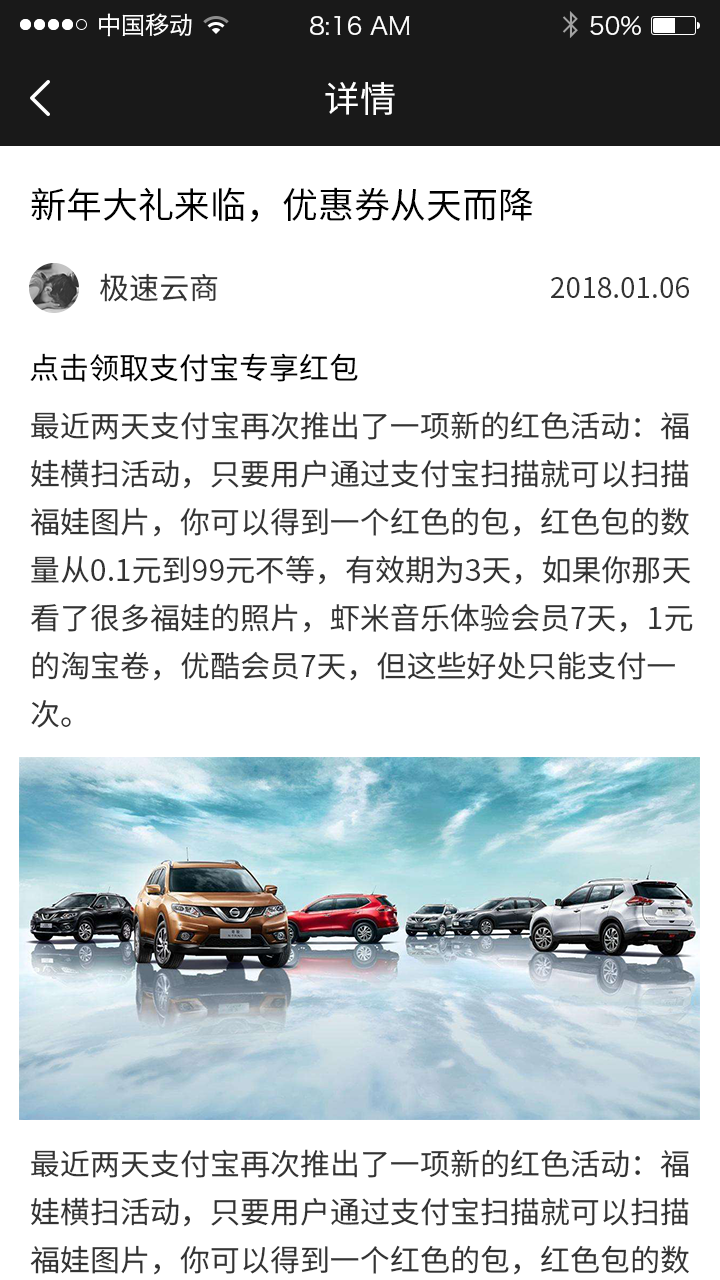 中国移动
8:16 AM
50%
详情
新年大礼来临，优惠券从天而降
极速云商
2018.01.06
点击领取支付宝专享红包
最近两天支付宝再次推出了一项新的红色活动：福
娃横扫活动，只要用户通过支付宝扫描就可以扫描
福娃图片，你可以得到一个红色的包，红色包的数
量从0.1元到99元不等，有效期为3天，如果你那天
看了很多福娃的照片，虾米音乐体验会员7天，1元
的淘宝卷，优酷会员7天，但这些好处只能支付一
次。
最近两天支付宝再次推出了一项新的红色活动：福
娃横扫活动，只要用户通过支付宝扫描就可以扫描
福娃图片，你可以得到一个红色的包，红色包的数